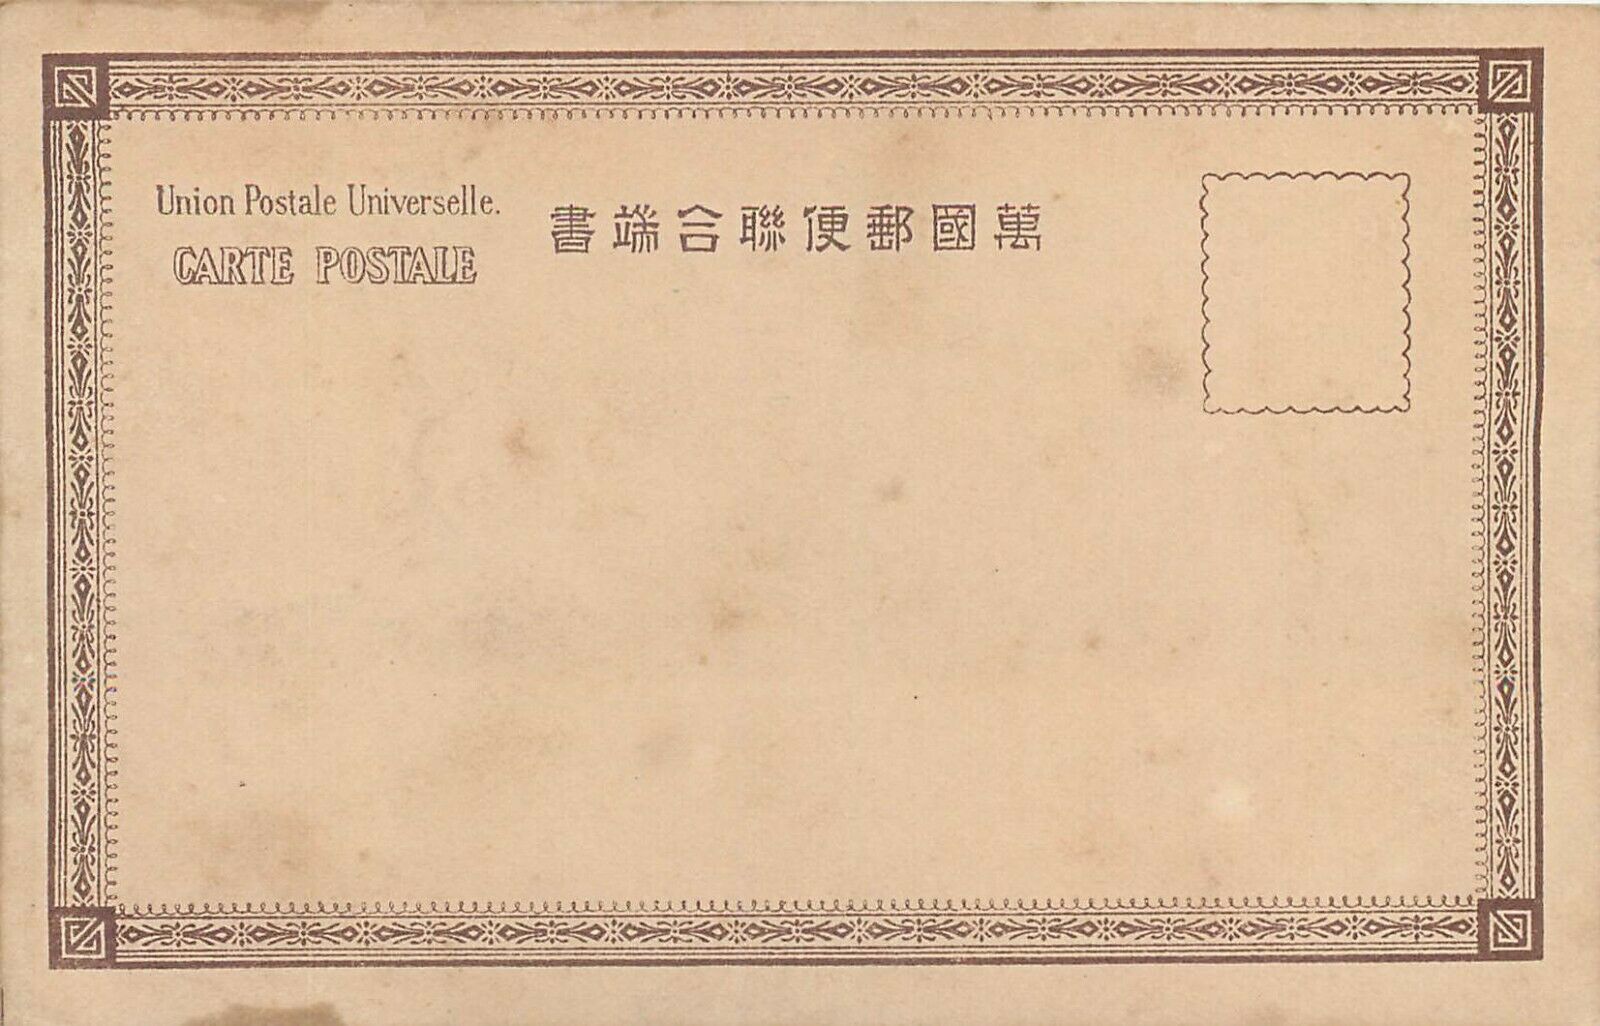 Union Postale Universelle.
CARTE POSTALE
萬國郵便聯合端書